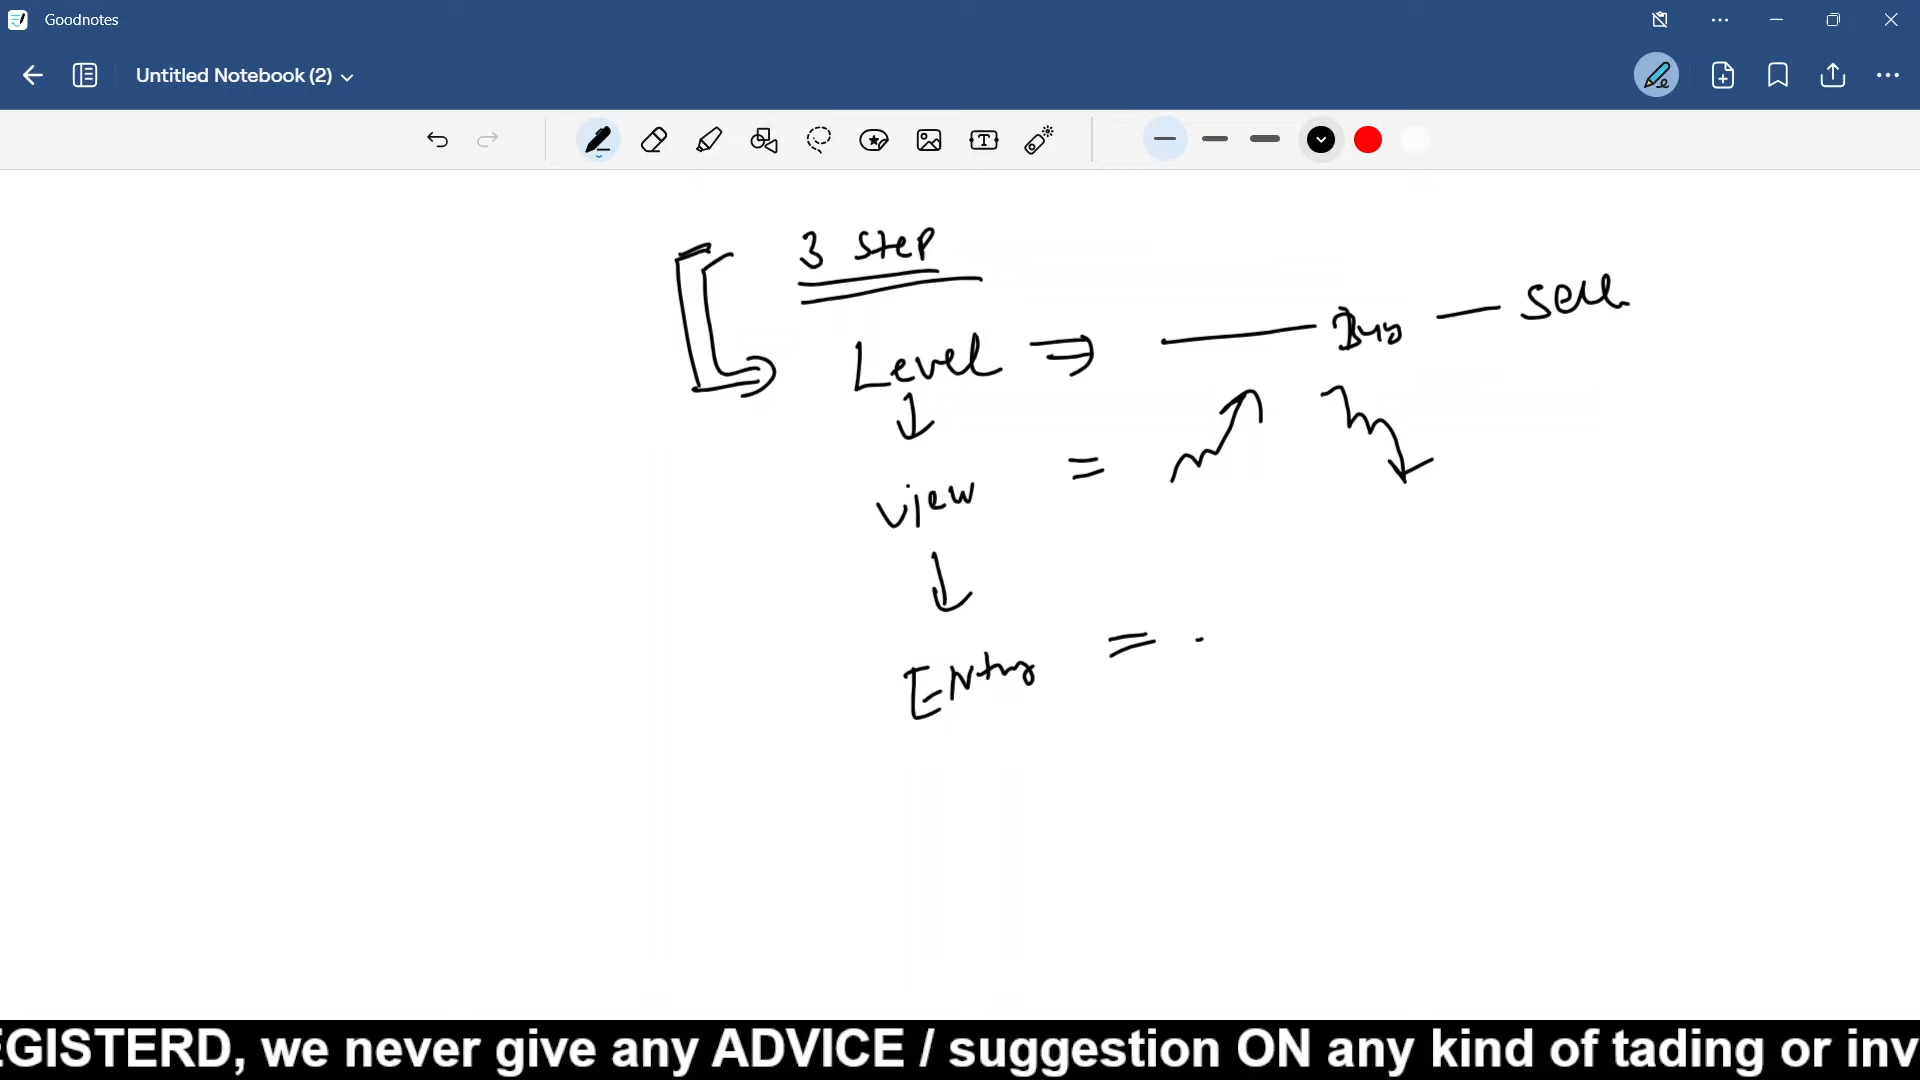 Goodnotes
Untitled Notebook (2)
3 Step
Level ⇒ — Buy — Sell
↓
view =
↓
Entry =
EGISTERD, we never give any ADVICE / suggestion ON any kind of tading or inv